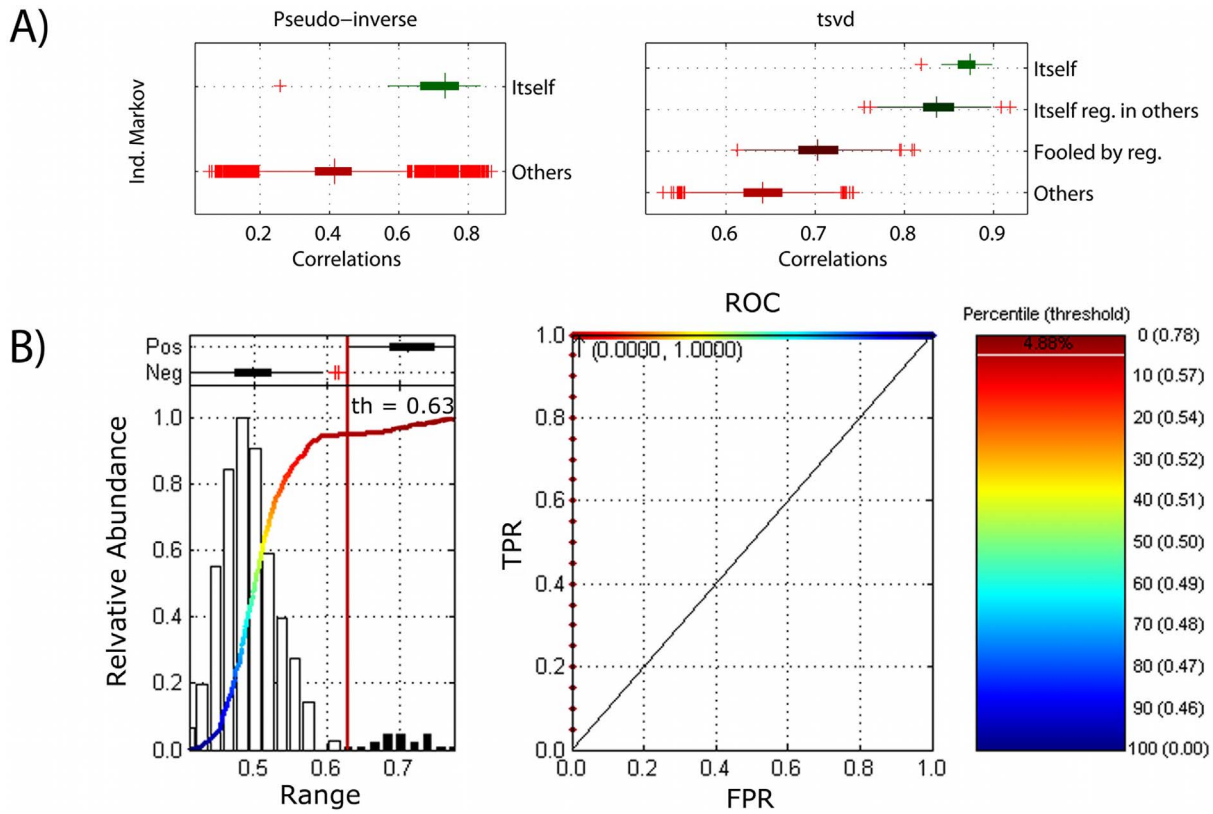 A)
Pseudo-inverse
tsvd
Ind. Markov
Itself
Others
0.2 0.4 0.6 0.8
Correlations
Itself
Itself reg. in others
Fooled by reg.
Others
0.6 0.7 0.8 0.9
Correlations
B)
Pos
Neg
th = 0.63
Relvative Abundance
1.0
0.8
0.6
0.4
0.2
0.0
0.5 0.6 0.7
Range
ROC
(0.0000, 1.0000)
TPR
1.0
0.8
0.6
0.4
0.2
0.0
0.0 0.2 0.4 0.6 0.8 1.0
FPR
Percentile (threshold)
4.88%
0 (0.78)
10 (0.57)
20 (0.54)
30 (0.52)
40 (0.51)
50 (0.50)
60 (0.49)
70 (0.48)
80 (0.47)
90 (0.46)
100 (0.00)